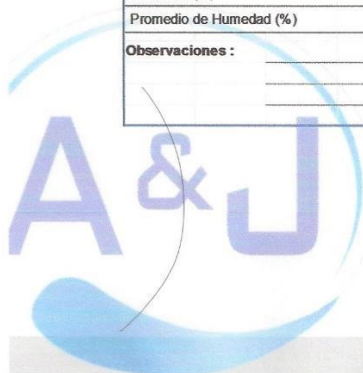 Promedio de Humedad (%)
Observaciones :
A & J